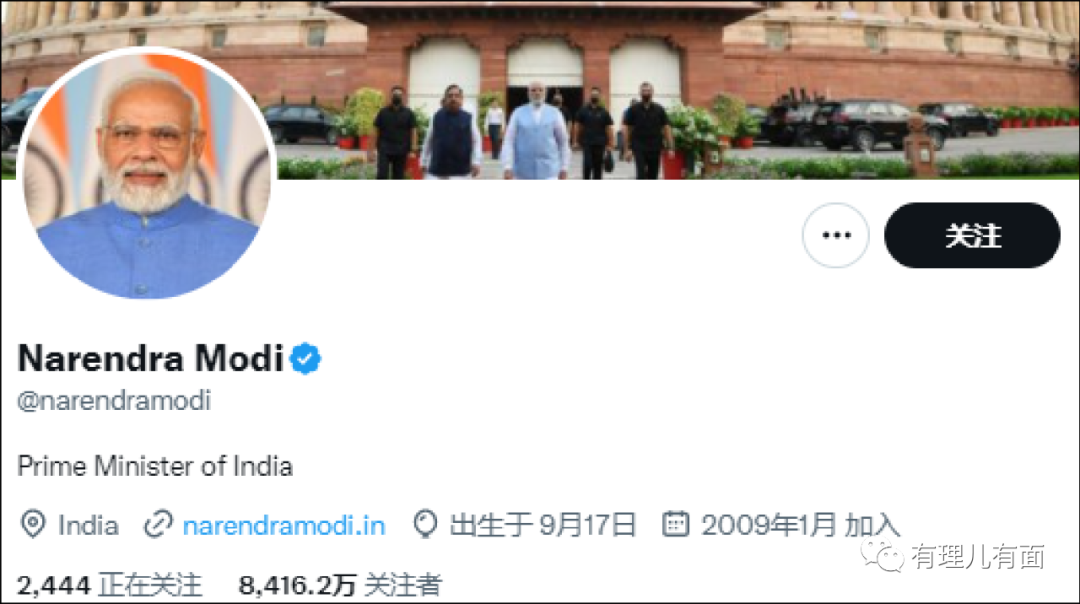 关注
Narendra Modi
@narendramodi
Prime Minister of India
India narendramodi.in 出生于 9月17日 2009年1月 加入
2,444 正在关注 8,416.2万 关注者
有理儿有面